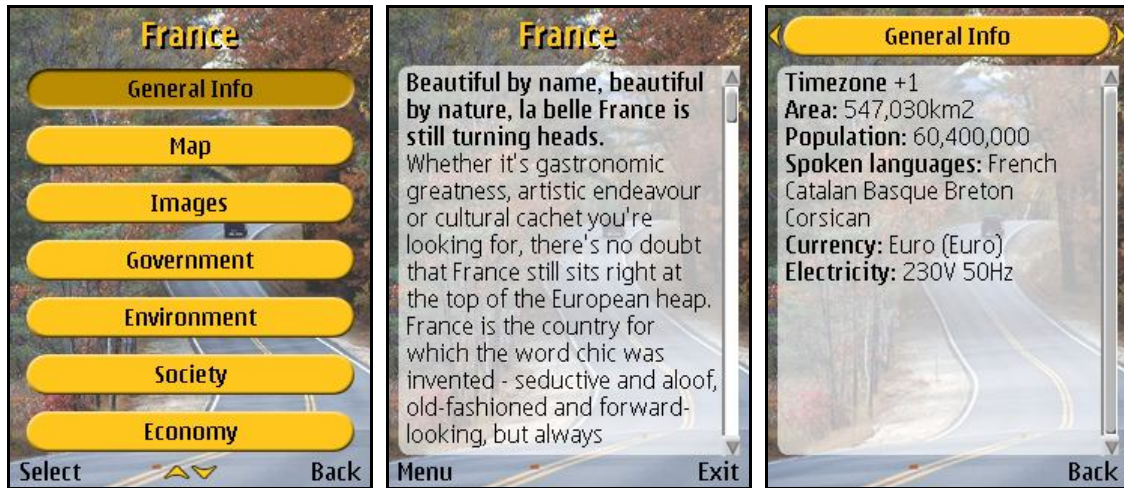 France
General Info
Map
Images
Government
Environment
Society
Economy
Select
Back
France
Beautiful by name, beautiful
by nature, la belle France is
still turning heads.
Whether it's gastronomic
greatness, artistic endeavour
or cultural cachet you're
looking for, there's no doubt
that France still sits right at
the top of the European heap.
France is the country for
which the word chic was
invented - seductive and aloof,
old-fashioned and forward-
looking, but always
Menu
Exit
General Info
Timezone +1
Area: 547,030km2
Population: 60,400,000
Spoken languages: French
Catalan Basque Breton
Corsican
Currency: Euro (Euro)
Electricity: 230V 50Hz
Back